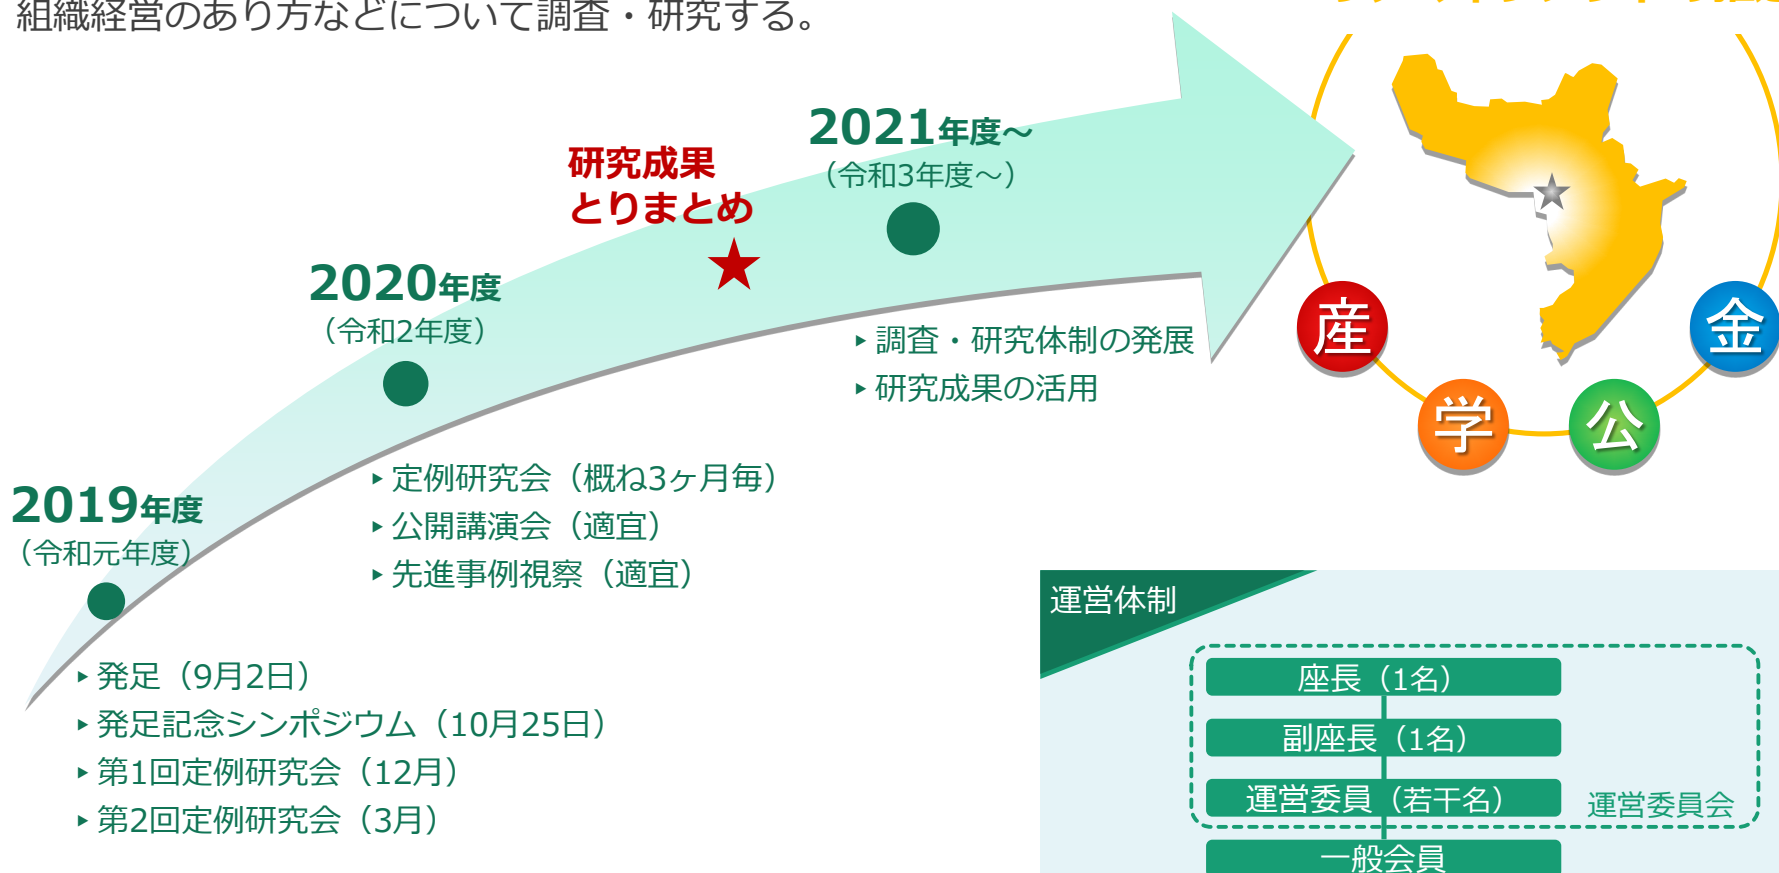 組織経営のあり方などについて調査・研究する。
2021年度～
（令和3年度～）
研究成果
とりまとめ
2020年度
（令和2年度）
▸ 調査・研究体制の発展
▸ 研究成果の活用
産
学
公
金
2019年度
（令和元年度）
▸ 定例研究会（概ね3ヶ月毎）
▸ 公開講演会（適宜）
▸ 先進事例視察（適宜）
▸ 発足（9月2日）
▸ 発足記念シンポジウム（10月25日）
▸ 第1回定例研究会（12月）
▸ 第2回定例研究会（3月）
運営体制
座長（1名）
副座長（1名）
運営委員（若干名）
運営委員会
一般会員